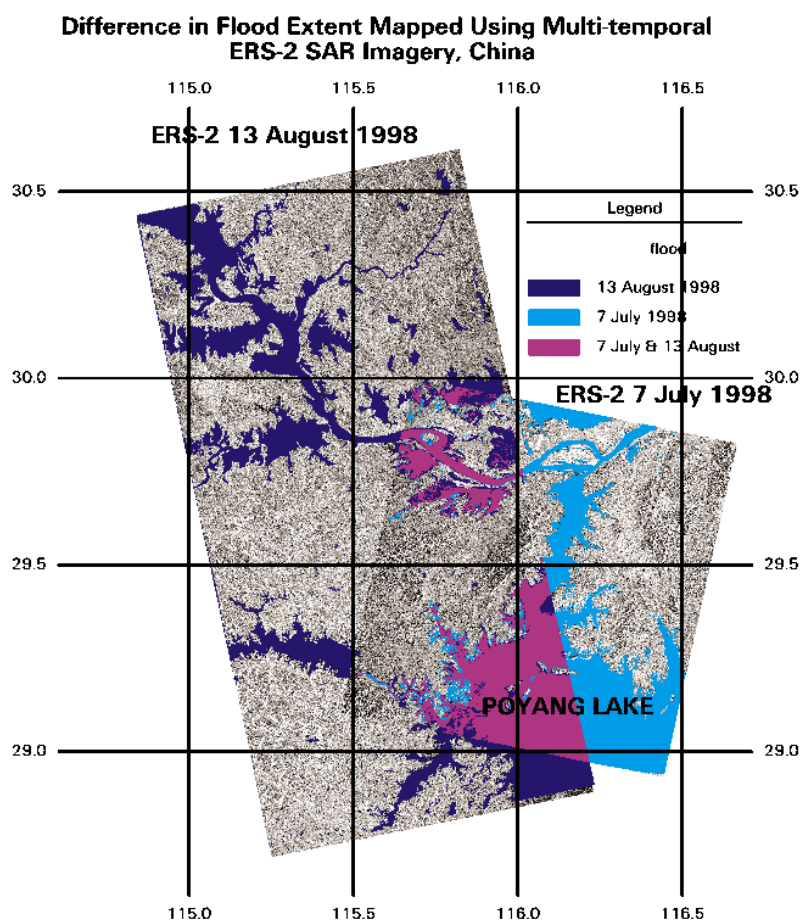 Difference in Flood Extent Mapped Using Multi-temporal
ERS-2 SAR Imagery, China
115.0 115.5 116.0 116.5
ERS-2 13 August 1998
30.5 30.5
Legend
flood
13 August 1998
7 July 1998
7 July & 13 August
30.0 30.0
ERS-2 7 July 1998
29.5 29.5
POYANG LAKE
29.0 29.0
115.0 115.5 116.0 116.5